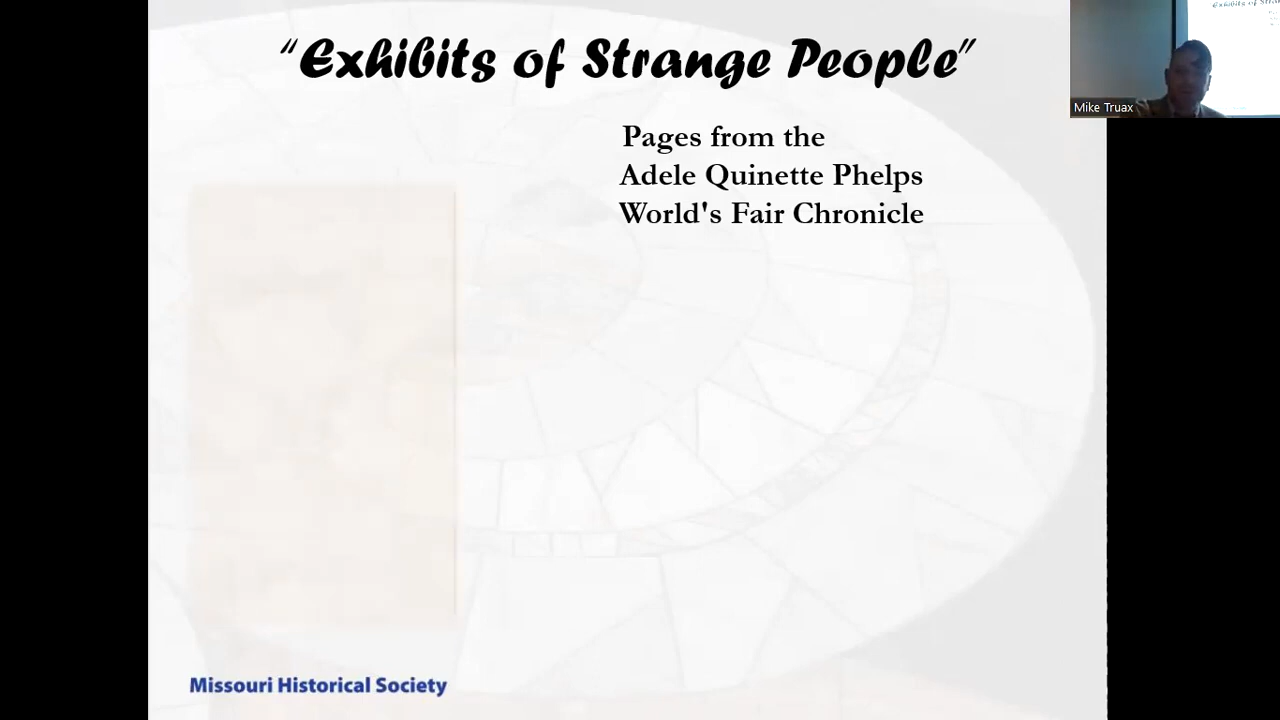 “Exhibits of Strange People”
Pages from the
Adele Quinette Phelps
World's Fair Chronicle
Missouri Historical Society
Mike Truax